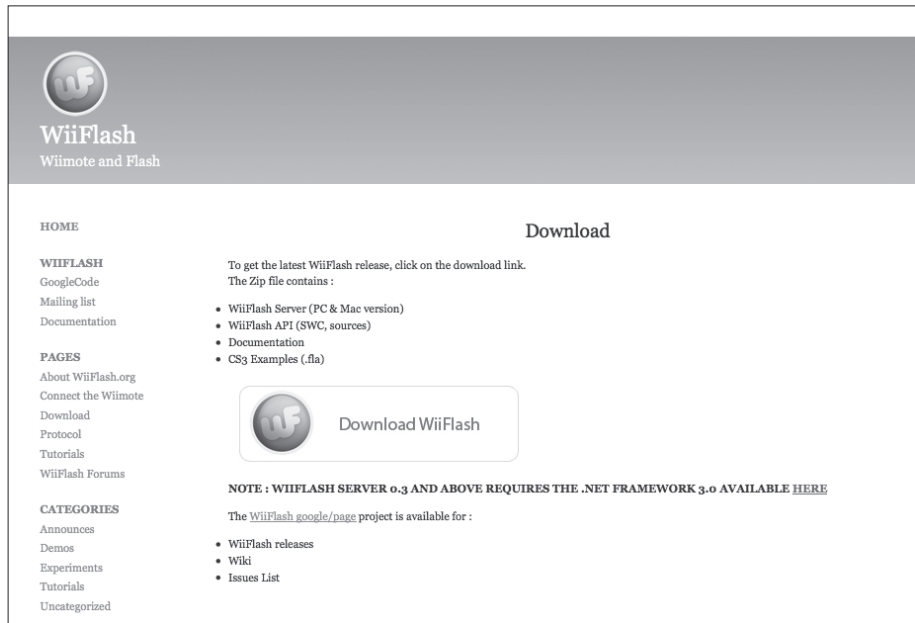 WF
WiiFlash
Wiimote and Flash
HOME
WIIFLASH
GoogleCode
Mailing list
Documentation
PAGES
About WiiFlash.org
Connect the Wiimote
Download
Protocol
Tutorials
WiiFlash Forums
CATEGORIES
Announces
Demos
Experiments
Tutorials
Uncategorized
Download
To get the latest WiiFlash release, click on the download link.
The Zip file contains :
• WiiFlash Server (PC & Mac version)
• WiiFlash API (SWC, sources)
• Documentation
• CS3 Examples (.fla)
WF Download WiiFlash
NOTE : WIIFLASH SERVER 0.3 AND ABOVE REQUIRES THE .NET FRAMEWORK 3.0 AVAILABLE HERE
The WiiFlash google/page project is available for :
• WiiFlash releases
• Wiki
• Issues List